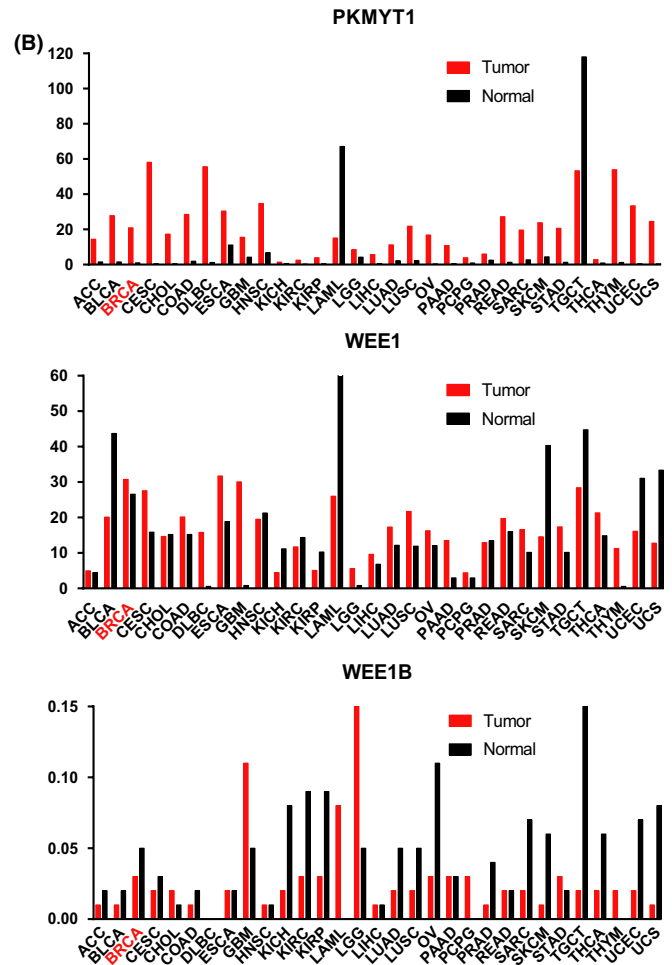 PKMYT1
(B)
120
100
80
60
40
20
0
Tumor
Normal
ACC BLCA BRCA CESC CHOL COAD DLBC ESCA GBM HNSC KICH KIRC KIRP LAML LGG LIHC LUAD LUSC OV PAAD PCPG PRAD READ SARC SKCM STAD TGCT THCA THYM UCEC UCS
WEE1
60
50
40
30
20
10
0
Tumor
Normal
ACC BLCA BRCA CESC CHOL COAD DLBC ESCA GBM HNSC KICH KIRC KIRP LAML LGG LIHC LUAD LUSC OV PAAD PCPG PRAD READ SARC SKCM STAD TGCT THCA THYM UCEC UCS
WEE1B
0.15
0.10
0.05
0.00
Tumor
Normal
ACC BLCA BRCA CESC CHOL COAD DLBC ESCA GBM HNSC KICH KIRC KIRP LAML LGG LIHC LUAD LUSC OV PAAD PCPG PRAD READ SARC SKCM STAD TGCT THCA THYM UCEC UCS